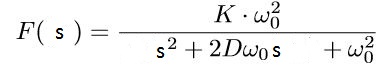 F( s ) = K · ω₀² / (s² + 2Dω₀s + ω₀²)